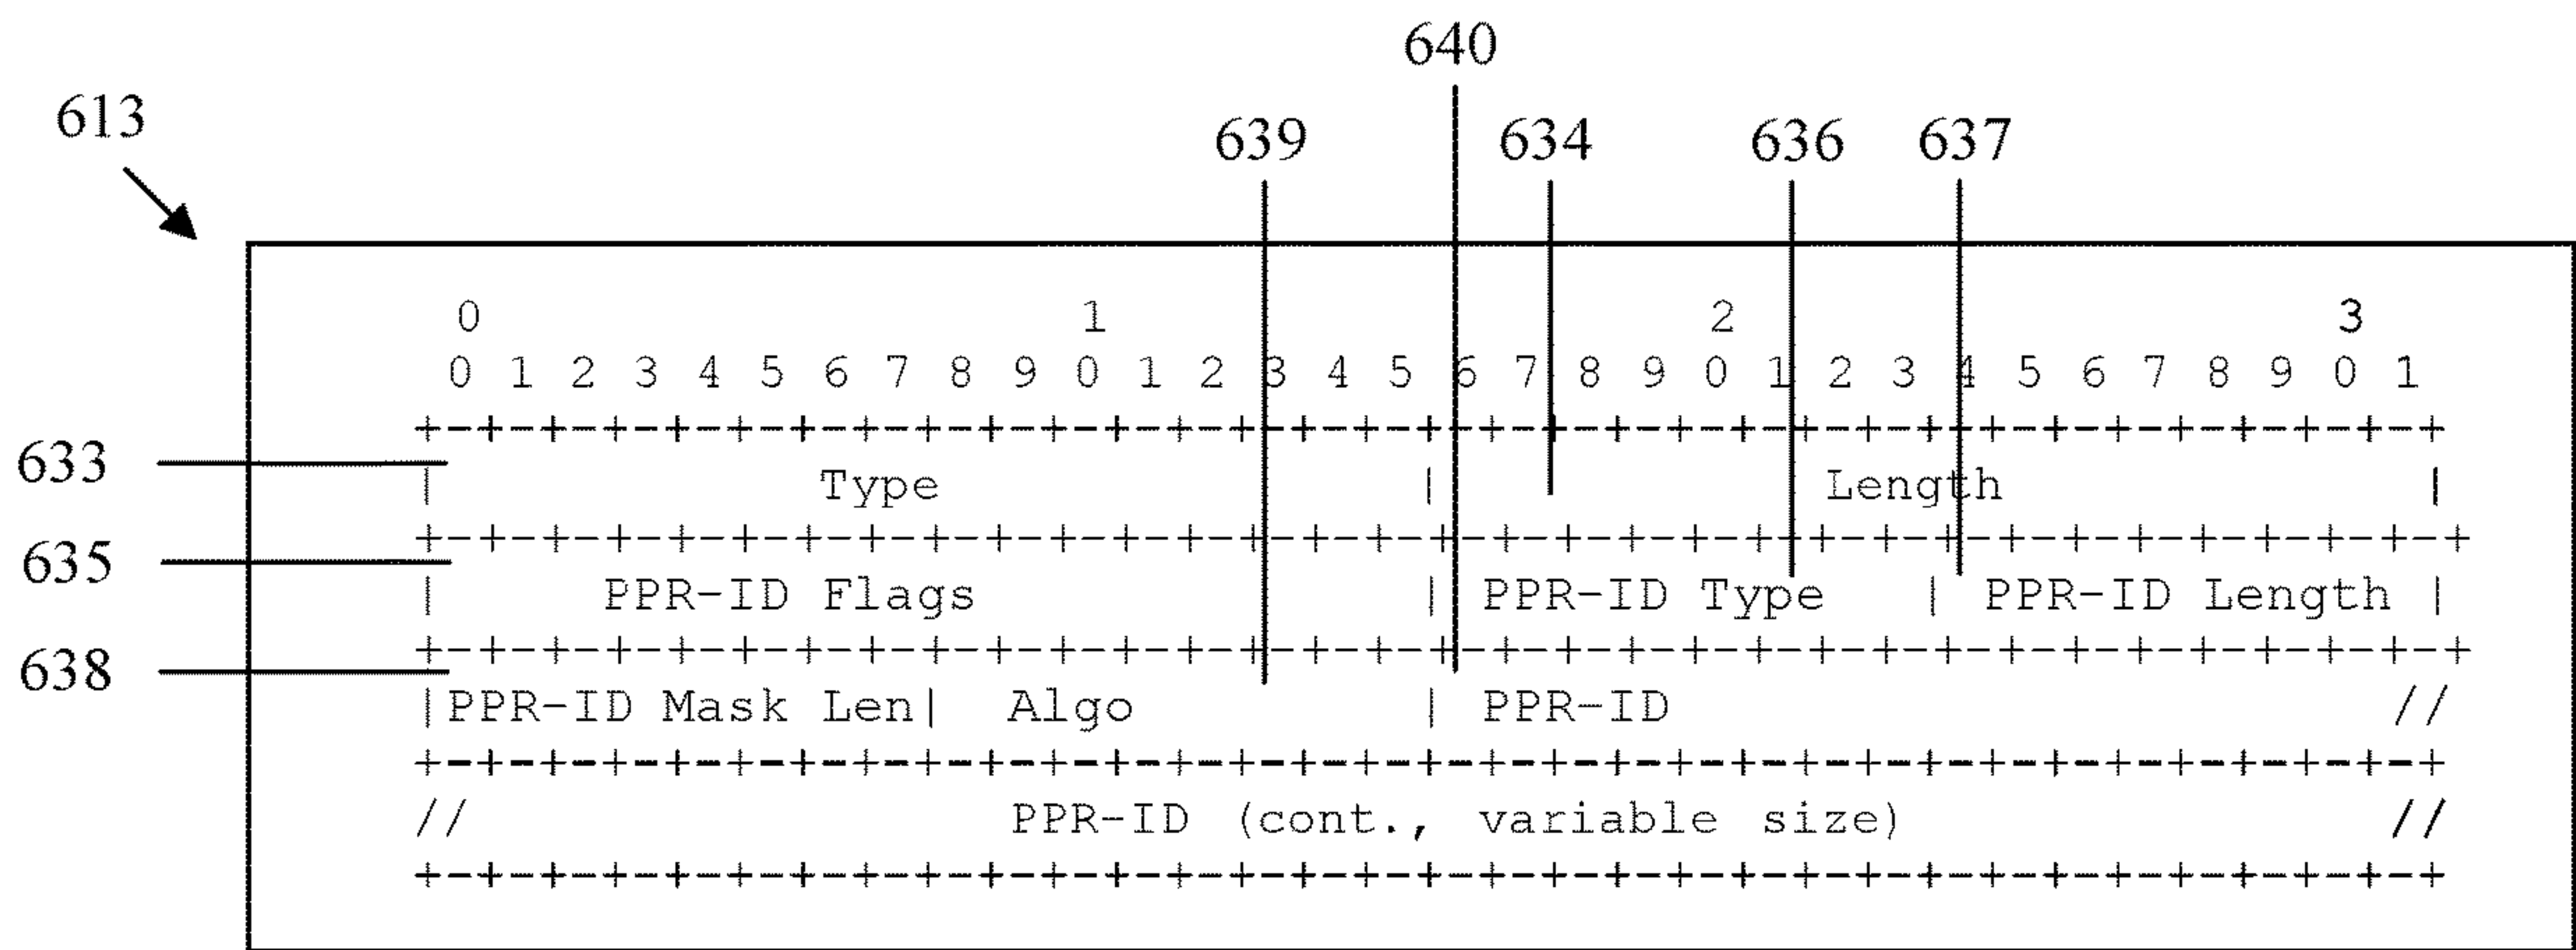 640
613
639 634 636 637
0 1 2 3
0 1 2 3 4 5 6 7 8 9 0 1 2 3 4 5 6 7 8 9 0 1 2 3 4 5 6 7 8 9 0 1
+-+-+-+-+-+-+-+-+-+-+-+-+-+-+-+-+-+-+-+-+-+-+-+-+-+-+-+-+-+-+-+-+
633 | Type | Length |
+-+-+-+-+-+-+-+-+-+-+-+-+-+-+-+-+-+-+-+-+-+-+-+-+-+-+-+-+-+-+-+-+
635 | PPR-ID Flags | PPR-ID Type | PPR-ID Length |
+-+-+-+-+-+-+-+-+-+-+-+-+-+-+-+-+-+-+-+-+-+-+-+-+-+-+-+-+-+-+-+-+
638 |PPR-ID Mask Len| Algo | PPR-ID //
+-+-+-+-+-+-+-+-+-+-+-+-+-+-+-+-+-+-+-+-+-+-+-+-+-+-+-+-+-+-+-+-+
// PPR-ID (cont., variable size) //
+-+-+-+-+-+-+-+-+-+-+-+-+-+-+-+-+-+-+-+-+-+-+-+-+-+-+-+-+-+-+-+-+